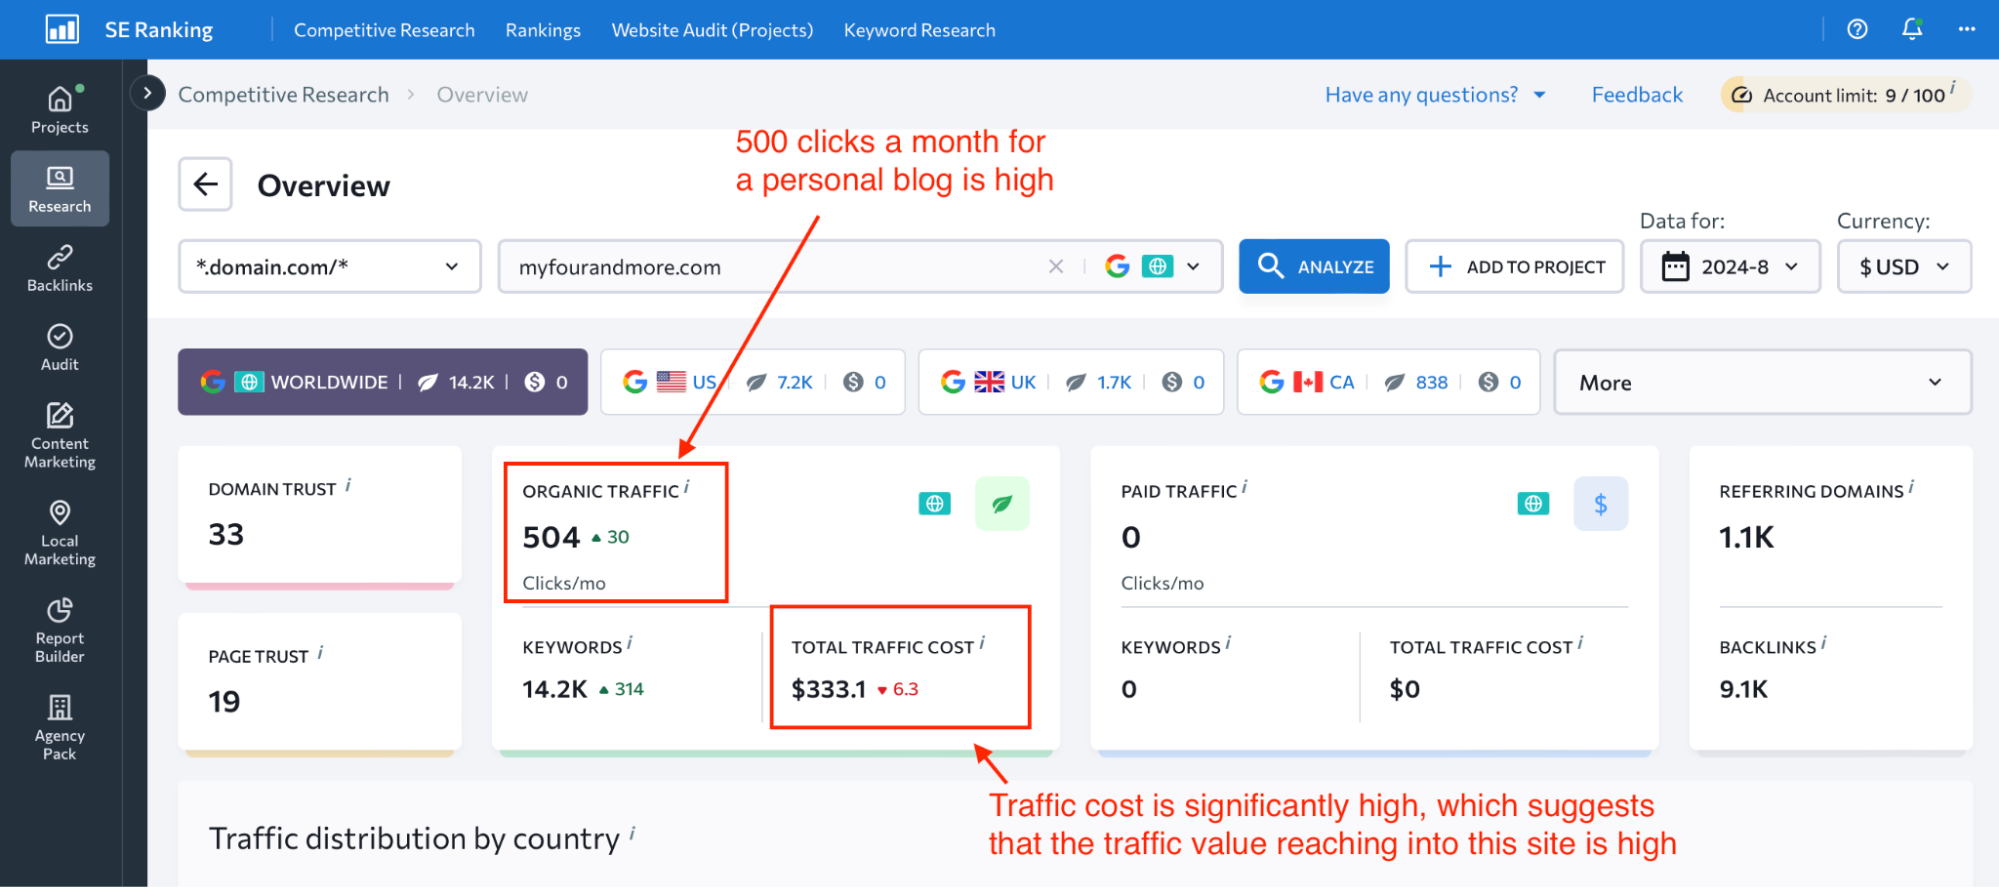 SE Ranking
Competitive Research
Rankings
Website Audit (Projects)
Keyword Research
Projects
Research
Backlinks
Audit
Content
Marketing
Local
Marketing
Report
Builder
Agency
Pack
Competitive Research > Overview
Have any questions?
Feedback
Account limit: 9 / 100 i
500 clicks a month for
a personal blog is high
Overview
Data for:
Currency:
*.domain.com/*
myfourandmore.com
ANALYZE
+ ADD TO PROJECT
2024-8
$ USD
WORLDWIDE | 14.2K | 0
US 7.2K 0
UK 1.7K 0
CA 838 0
More
DOMAIN TRUST i
33
PAGE TRUST i
19
ORGANIC TRAFFIC i
504 30
Clicks/mo
KEYWORDS i
14.2K 314
TOTAL TRAFFIC COST i
$333.1 6.3
PAID TRAFFIC i
$
0
Clicks/mo
KEYWORDS i
0
TOTAL TRAFFIC COST i
$0
REFERRING DOMAINS i
1.1K
BACKLINKS i
9.1K
Traffic cost is significantly high, which suggests
that the traffic value reaching into this site is high
Traffic distribution by country i